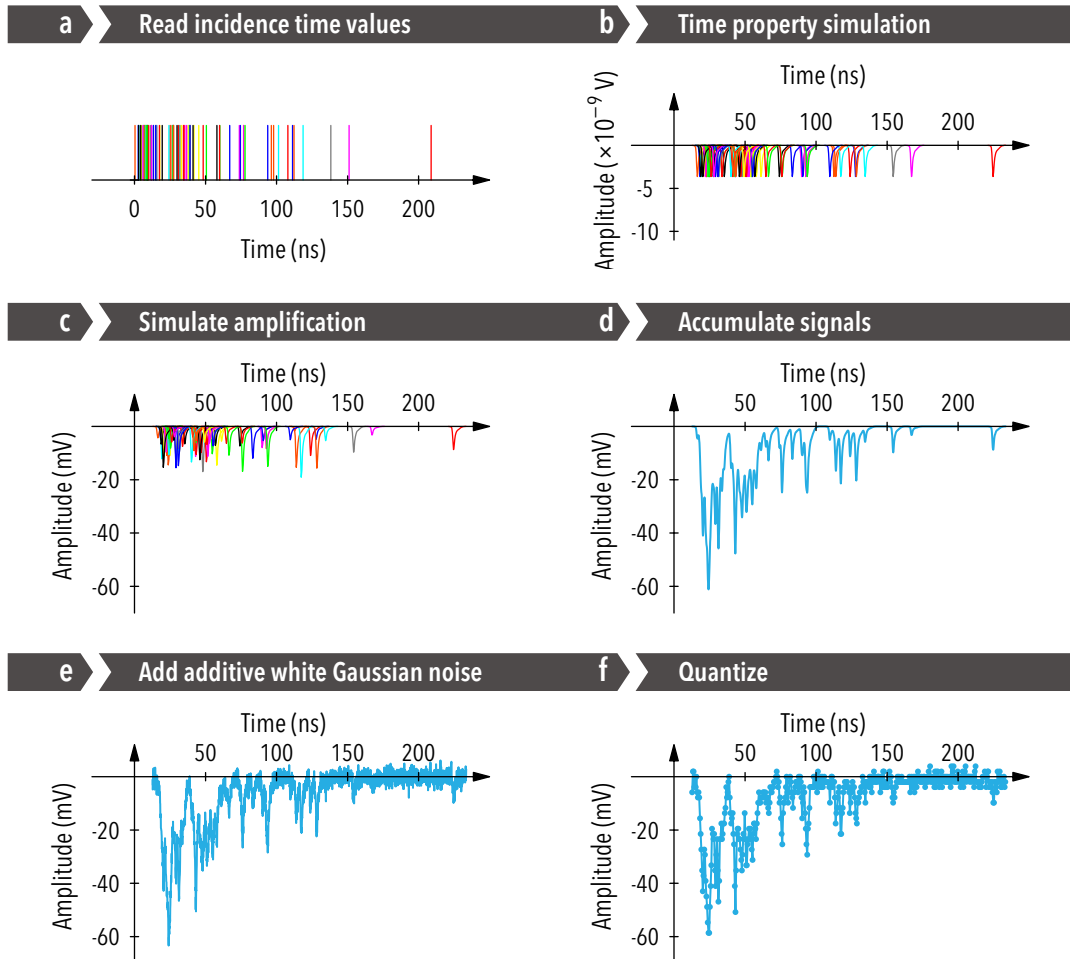 a Read incidence time values
0 50 100 150 200
Time (ns)
b Time property simulation
Time (ns)
50 100 150 200
-5
-10
Amplitude (×10⁻⁹ V)
c Simulate amplification
Time (ns)
50 100 150 200
-20
-40
-60
Amplitude (mV)
d Accumulate signals
Time (ns)
50 100 150 200
-20
-40
-60
Amplitude (mV)
e Add additive white Gaussian noise
Time (ns)
50 100 150 200
-20
-40
-60
Amplitude (mV)
f Quantize
Time (ns)
50 100 150 200
-20
-40
-60
Amplitude (mV)